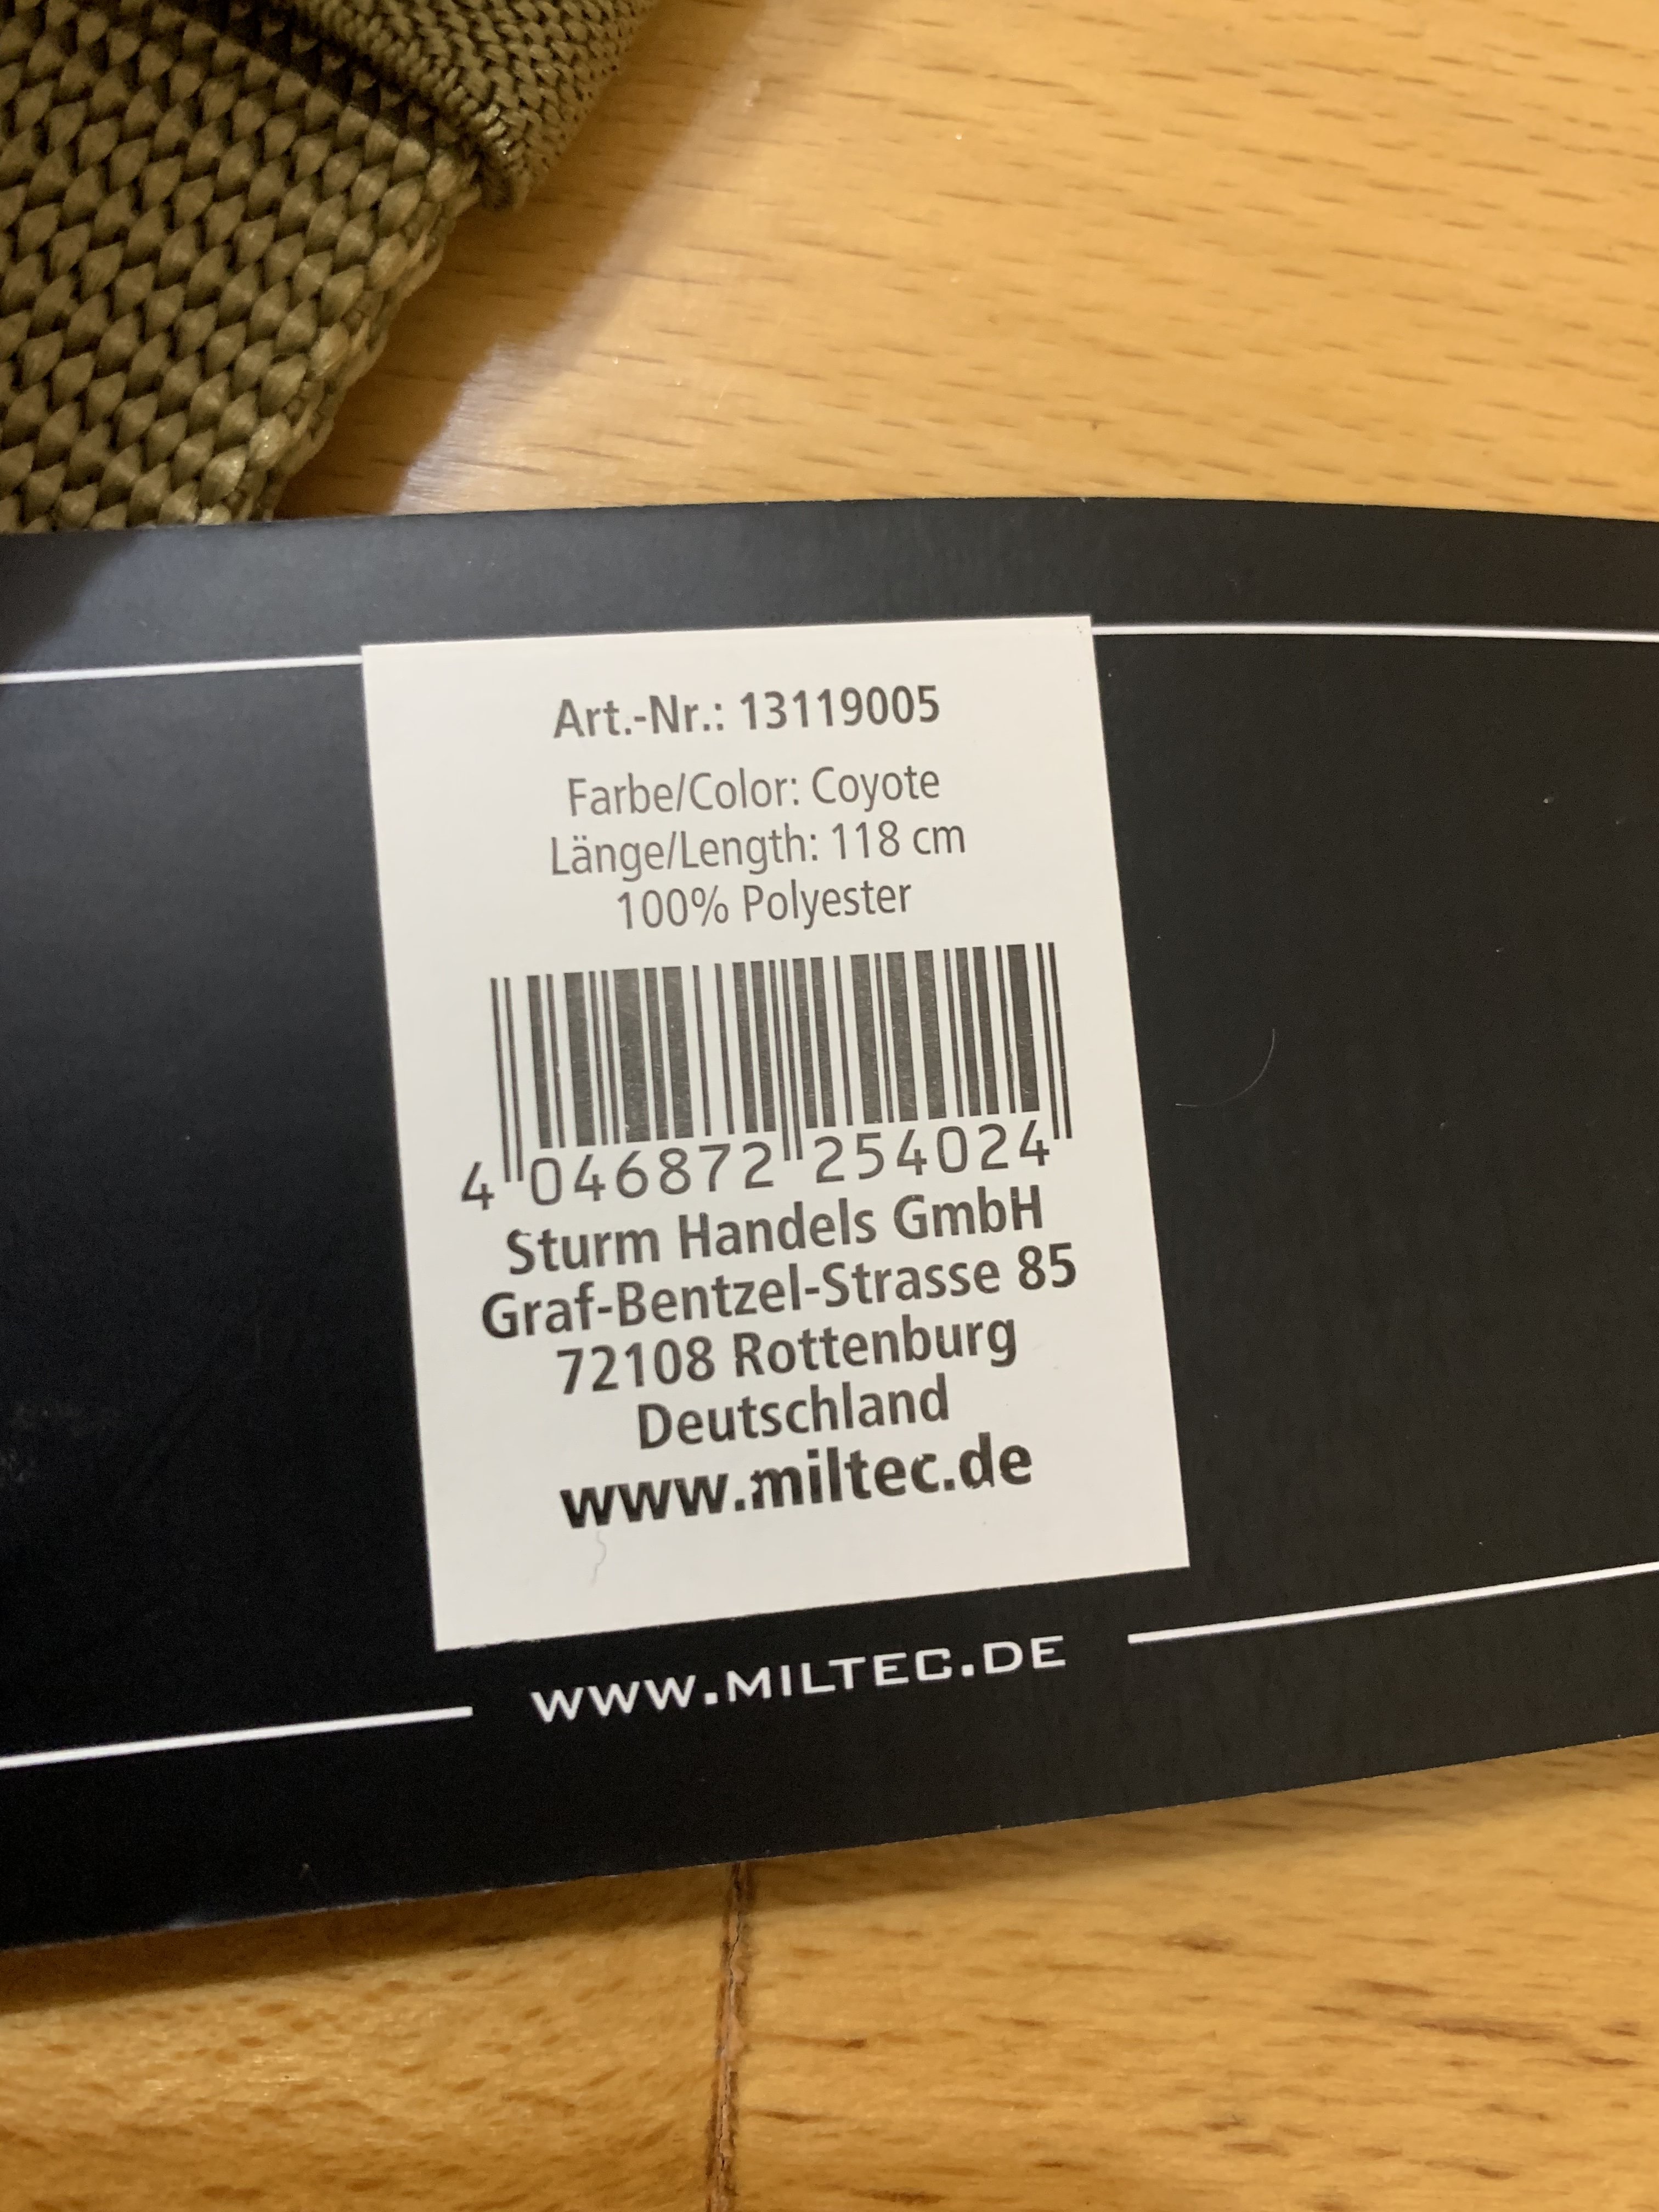 Art.-Nr.: 13119005
Farbe/Color: Coyote
Länge/Length: 118 cm
100% Polyester
4 046872 254024
Sturm Handels GmbH
Graf-Bentzel-Strasse 85
72108 Rottenburg
Deutschland
www.miltec.de
WWW.MILTEC.DE